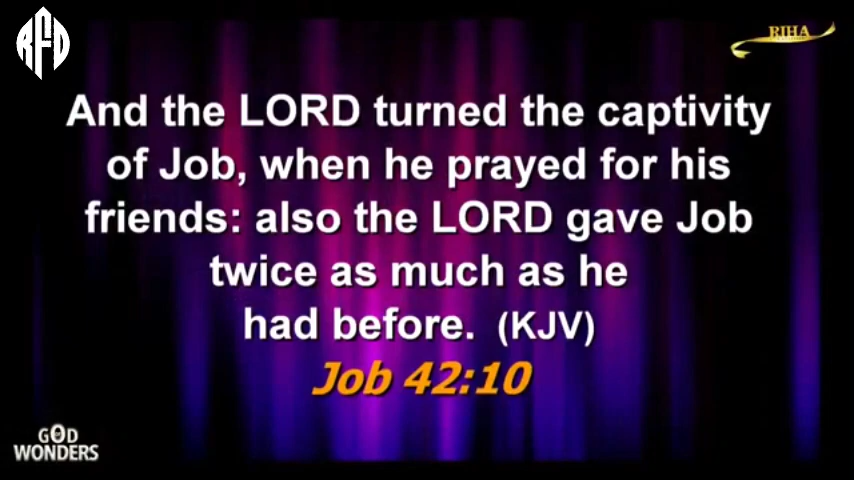 RFD
RIHA
And the LORD turned the captivity
of Job, when he prayed for his
friends: also the LORD gave Job
twice as much as he
had before. (KJV)
Job 42:10
GOD
WONDERS